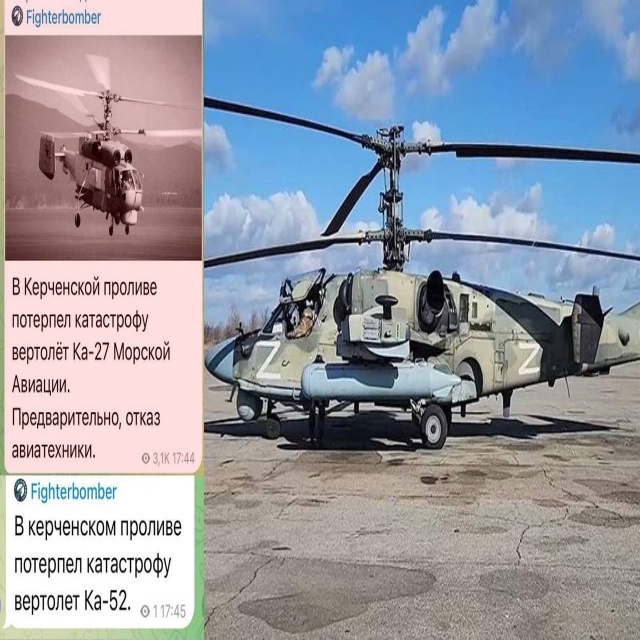 Fighterbomber
В Керченской проливе
потерпел катастрофу
вертолёт Ка-27 Морской
Авиации.
Предварительно, отказ
авиатехники.
3,1K 17:44
Fighterbomber
В керченском проливе
потерпел катастрофу
вертолет Ка-52.
1 17:45
Z
Z